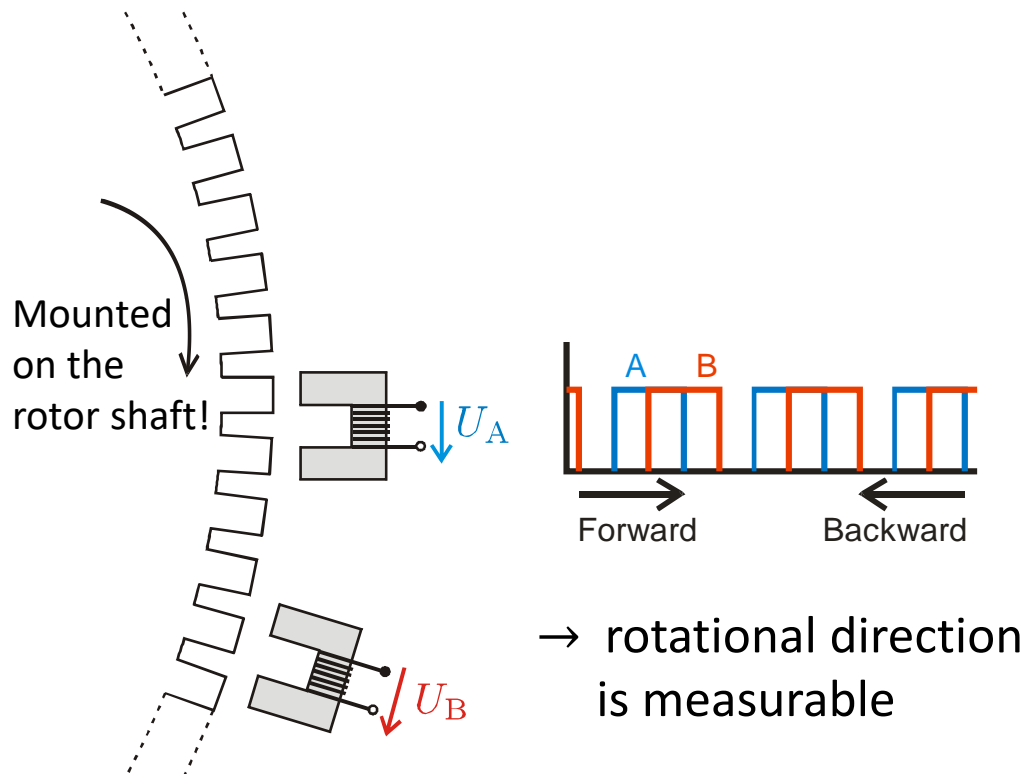 Mounted
on the
rotor shaft!
U_A
U_B
A B
Forward Backward
→ rotational direction
is measurable